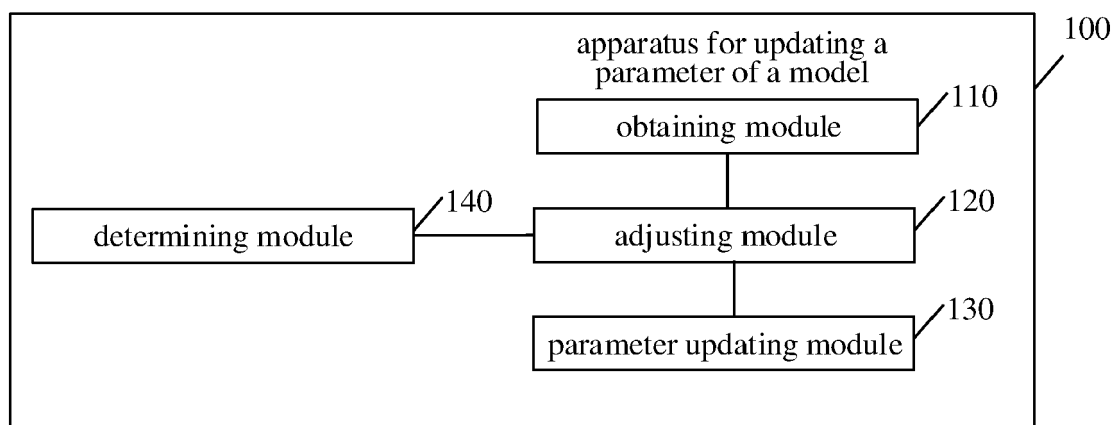 apparatus for updating a
parameter of a model
100
110
obtaining module
140
120
determining module
adjusting module
130
parameter updating module